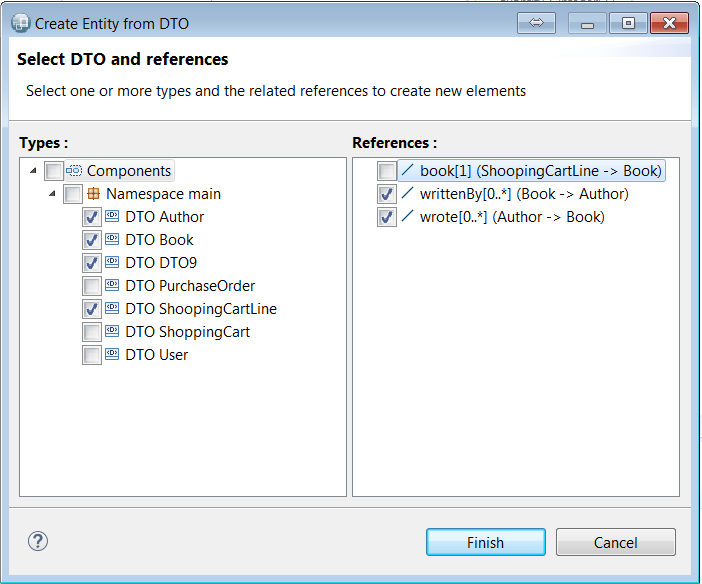 Create Entity from DTO
Select DTO and references
Select one or more types and the related references to create new elements
Types :
Components
Namespace main
DTO Author
DTO Book
DTO DTO9
DTO PurchaseOrder
DTO ShoopingCartLine
DTO ShoppingCart
DTO User
References :
book[1] (ShoopingCartLine -> Book)
writtenBy[0..*] (Book -> Author)
wrote[0..*] (Author -> Book)
?
Finish
Cancel